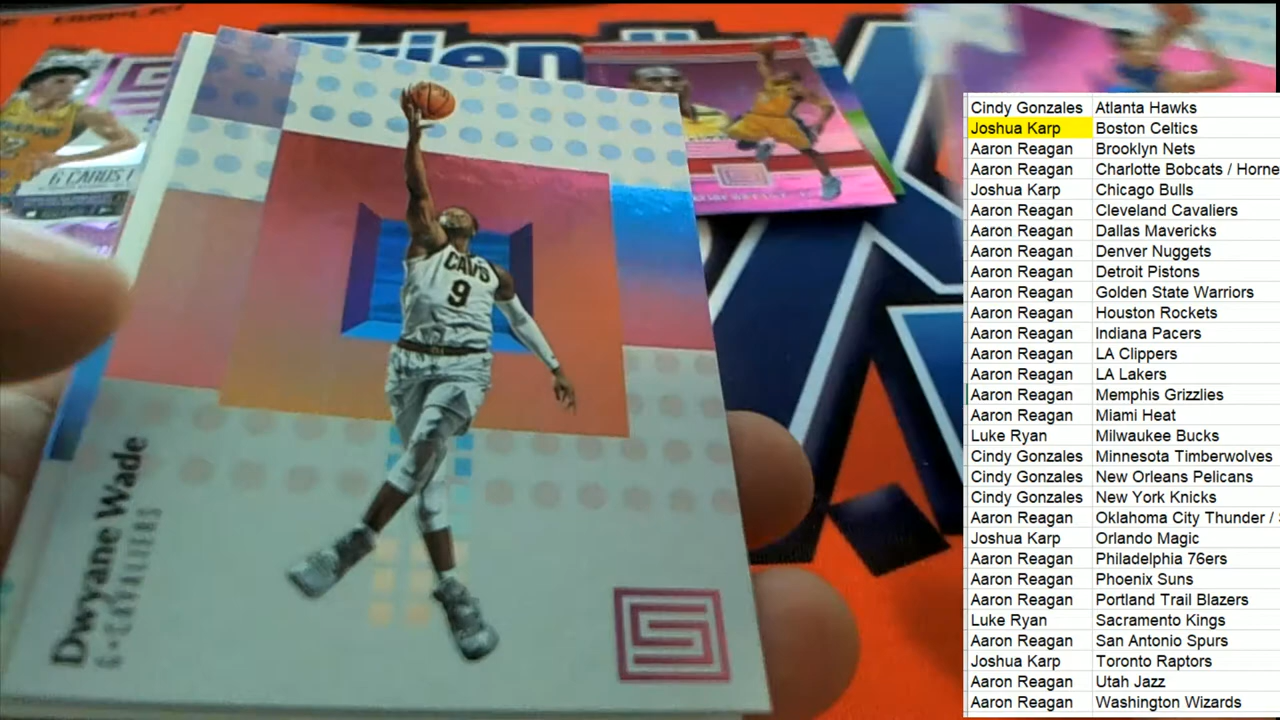 Frien
6 CARDS
CAVS
9
Dwyane Wade
G • CAVALIERS
Cindy Gonzales Atlanta Hawks
Joshua Karp Boston Celtics
Aaron Reagan Brooklyn Nets
Aaron Reagan Charlotte Bobcats / Horne
Joshua Karp Chicago Bulls
Aaron Reagan Cleveland Cavaliers
Aaron Reagan Dallas Mavericks
Aaron Reagan Denver Nuggets
Aaron Reagan Detroit Pistons
Aaron Reagan Golden State Warriors
Aaron Reagan Houston Rockets
Aaron Reagan Indiana Pacers
Aaron Reagan LA Clippers
Aaron Reagan LA Lakers
Aaron Reagan Memphis Grizzlies
Aaron Reagan Miami Heat
Luke Ryan Milwaukee Bucks
Cindy Gonzales Minnesota Timberwolves
Cindy Gonzales New Orleans Pelicans
Cindy Gonzales New York Knicks
Aaron Reagan Oklahoma City Thunder /
Joshua Karp Orlando Magic
Aaron Reagan Philadelphia 76ers
Aaron Reagan Phoenix Suns
Aaron Reagan Portland Trail Blazers
Luke Ryan Sacramento Kings
Aaron Reagan San Antonio Spurs
Joshua Karp Toronto Raptors
Aaron Reagan Utah Jazz
Aaron Reagan Washington Wizards